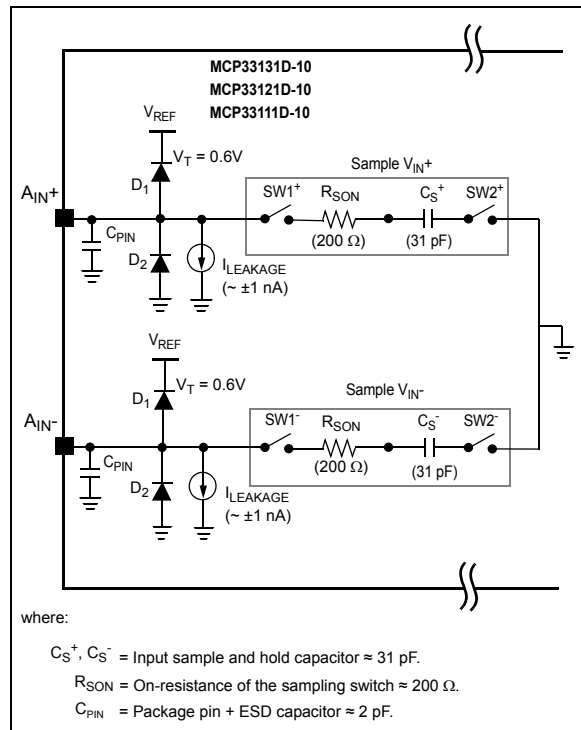 MCP33131D-10
MCP33121D-10
MCP33111D-10
VREF
VT = 0.6V
D1
AIN+
CPIN
D2
ILEAKAGE
(~ ±1 nA)
Sample VIN+
SW1+
RSON
(200 Ω)
CS+
(31 pF)
SW2+
VREF
VT = 0.6V
D1
AIN-
CPIN
D2
ILEAKAGE
(~ ±1 nA)
Sample VIN-
SW1-
RSON
(200 Ω)
CS-
(31 pF)
SW2-
where:
CS+, CS- = Input sample and hold capacitor ≈ 31 pF.
RSON = On-resistance of the sampling switch ≈ 200 Ω.
CPIN = Package pin + ESD capacitor ≈ 2 pF.